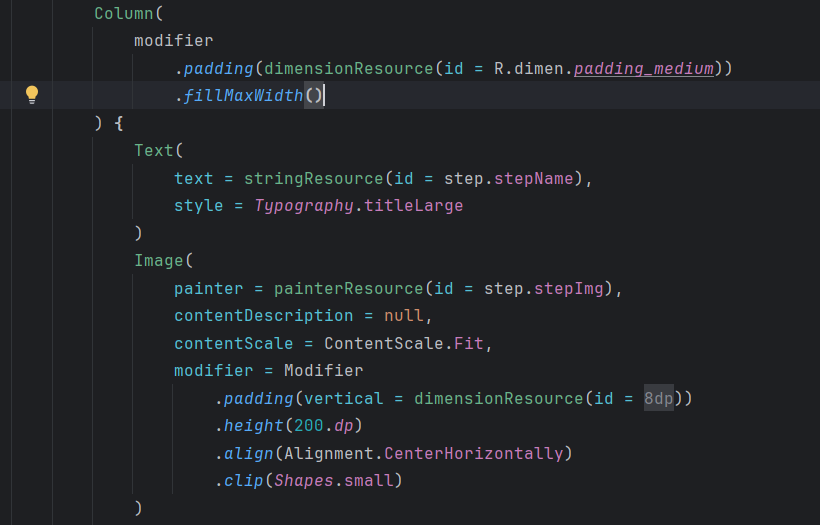 Column(
modifier
.padding(dimensionResource(id = R.dimen.padding_medium))
.fillMaxWidth()
) {
Text(
text = stringResource(id = step.stepName),
style = Typography.titleLarge
)
Image(
painter = painterResource(id = step.stepImg),
contentDescription = null,
contentScale = ContentScale.Fit,
modifier = Modifier
.padding(vertical = dimensionResource(id = 8dp))
.height(200.dp)
.align(Alignment.CenterHorizontally)
.clip(Shapes.small)
)